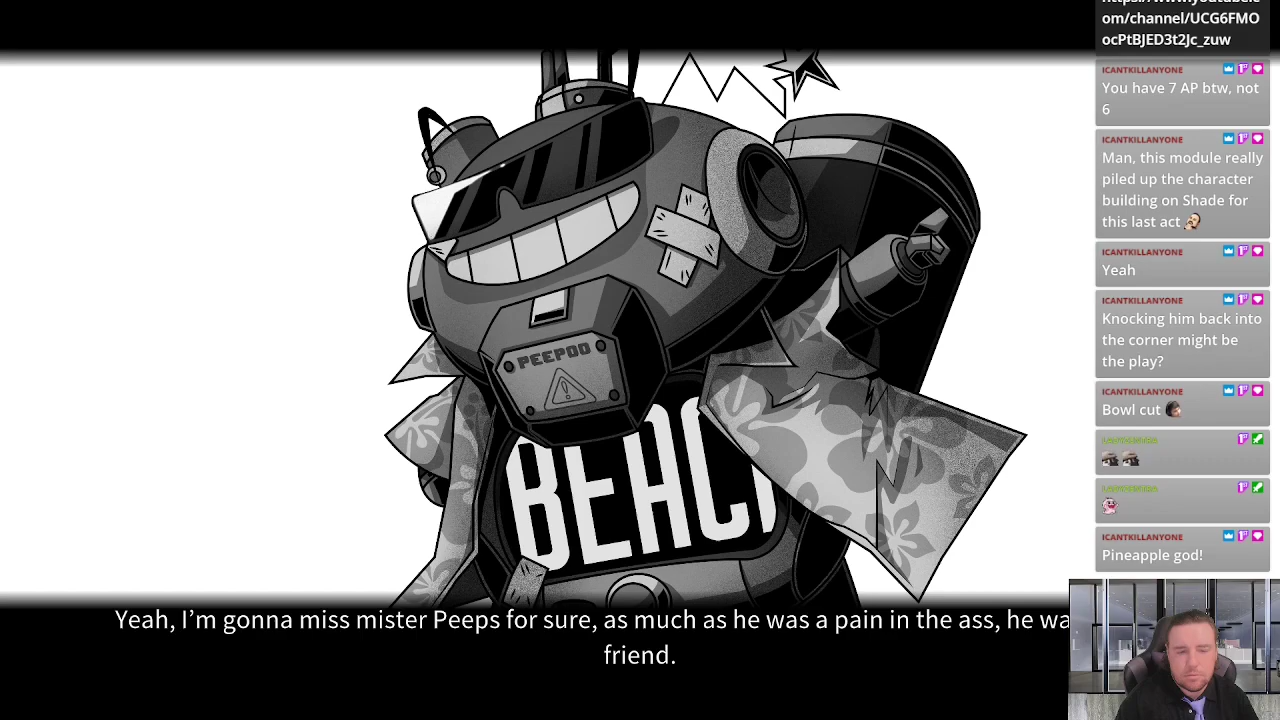 om/channel/UCG6FMO
ocPtBJED3t2Jc_zuw
ICANTKILLANYONE
You have 7 AP btw, not
6
ICANTKILLANYONE
Man, this module really
piled up the character
building on Shade for
this last act
ICANTKILLANYONE
Yeah
ICANTKILLANYONE
Knocking him back into
the corner might be
the play?
ICANTKILLANYONE
Bowl cut
ICANTKILLANYONE
Pineapple god!
PEEPOO
BEAC
Yeah, I'm gonna miss mister Peeps for sure, as much as he was a pain in the ass, he
friend.